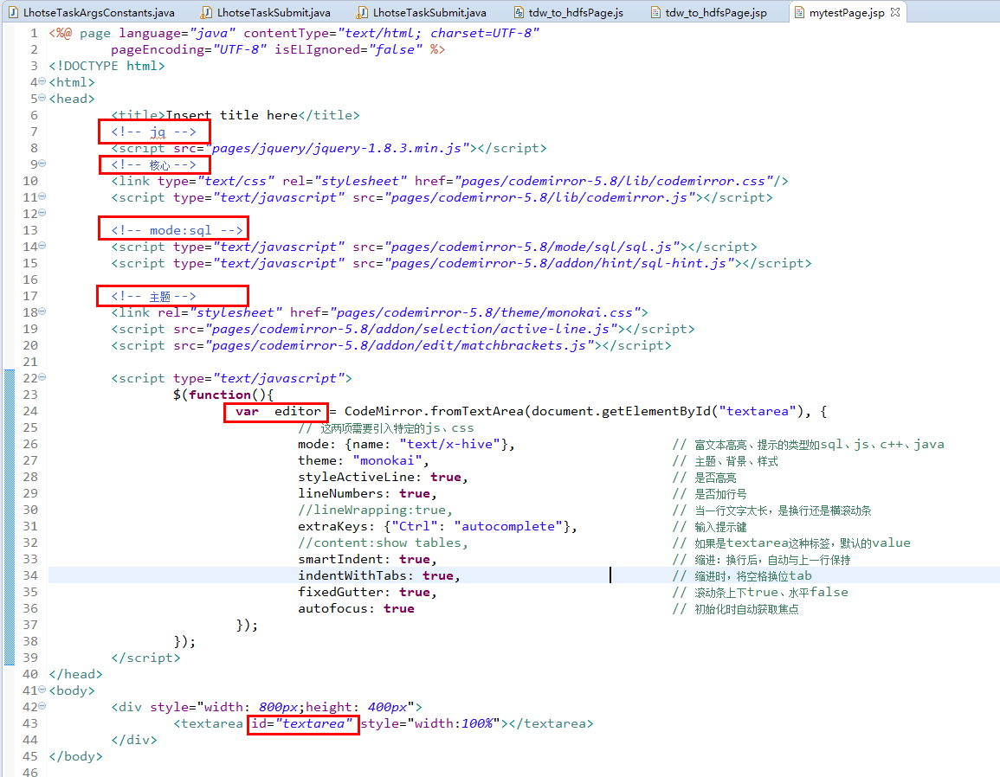 LhotseTaskArgsConstants.java LhotseTaskSubmit.java LhotseTaskSubmit.java tdw_to_hdfsPage.js tdw_to_hdfsPage.jsp mytestPage.jsp
1 <%@ page language="java" contentType="text/html; charset=UTF-8"
2 pageEncoding="UTF-8" isELIgnored="false" %>
3 <!DOCTYPE html>
4 <html>
5 <head>
6 <title>Insert title here</title>
7 <!-- jq -->
8 <script src="pages/jquery/jquery-1.8.3.min.js"></script>
9 <!-- 核心 -->
10 <link type="text/css" rel="stylesheet" href="pages/codemirror-5.8/lib/codemirror.css"/>
11 <script type="text/javascript" src="pages/codemirror-5.8/lib/codemirror.js"></script>
12
13 <!-- mode:sql -->
14 <script type="text/javascript" src="pages/codemirror-5.8/mode/sql/sql.js"></script>
15 <script type="text/javascript" src="pages/codemirror-5.8/addon/hint/sql-hint.js"></script>
16
17 <!-- 主题 -->
18 <link rel="stylesheet" href="pages/codemirror-5.8/theme/monokai.css">
19 <script src="pages/codemirror-5.8/addon/selection/active-line.js"></script>
20 <script src="pages/codemirror-5.8/addon/edit/matchbrackets.js"></script>
21
22 <script type="text/javascript">
23 $(function(){
24 var editor = CodeMirror.fromTextArea(document.getElementById("textarea"), {
25 // 这两项需要引入特定的js、css
26 mode: {name: "text/x-hive"}, // 富文本高亮、提示的类型如sql、js、c++、java
27 theme: "monokai", // 主题、背景、样式
28 styleActiveLine: true, // 是否高亮
29 lineNumbers: true, // 是否加行号
30 //lineWrapping:true, // 当一行文字太长，是换行还是横滚动条
31 extraKeys: {"Ctrl": "autocomplete"}, // 输入提示键
32 //content:show tables, // 如果是textarea这种标签，默认的value
33 smartIndent: true, // 缩进：换行后，自动与上一行保持
34 indentWithTabs: true, // 缩进时，将空格换位tab
35 fixedGutter: true, // 滚动条上下true、水平false
36 autofocus: true // 初始化时自动获取焦点
37 });
38 });
39 </script>
40 </head>
41 <body>
42 <div style="width: 800px;height: 400px">
43 <textarea id="textarea" style="width:100%"></textarea>
44 </div>
45 </body>
46